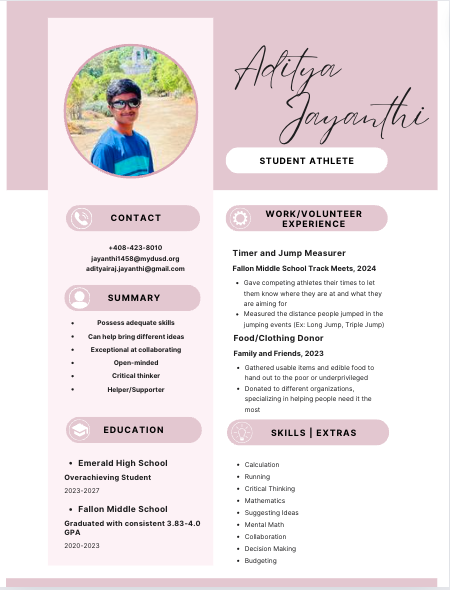 Aditya
Jayanthi
STUDENT ATHLETE
CONTACT
+408-423-8010
jayanthi1458@mydusd.org
adityairaj.jayanthi@gmail.com
SUMMARY
• Possess adequate skills
• Can help bring different ideas
• Exceptional at collaborating
• Open-minded
• Critical thinker
• Helper/Supporter
EDUCATION
• Emerald High School
Overachieving Student
2023-2027
• Fallon Middle School
Graduated with consistent 3.83-4.0
GPA
2020-2023
WORK/VOLUNTEER
EXPERIENCE
Timer and Jump Measurer
Fallon Middle School Track Meets, 2024
• Gave competing athletes their times to let
them know where they are at and what they
are aiming for
• Measured the distance people jumped in the
jumping events (Ex: Long Jump, Triple Jump)
Food/Clothing Donor
Family and Friends, 2023
• Gathered usable items and edible food to
hand out to the poor or underprivileged
• Donated to different organizations,
specializing in helping people need it the
most
SKILLS | EXTRAS
• Calculation
• Running
• Critical Thinking
• Mathematics
• Suggesting Ideas
• Mental Math
• Collaboration
• Decision Making
• Budgeting